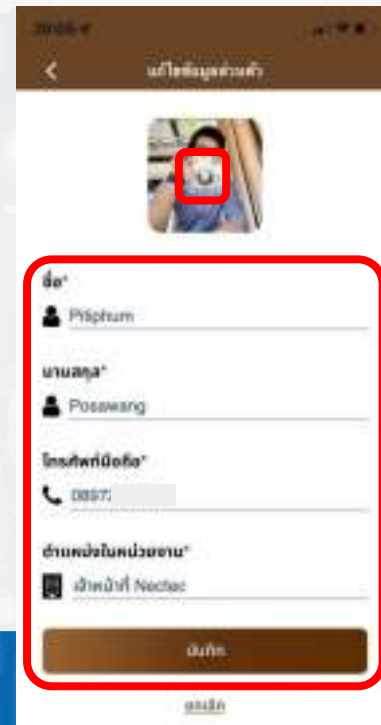 แก้ไขข้อมูลส่วนตัว
ชื่อ*
Pitiphum
นามสกุล*
Posawang
โทรศัพท์มือถือ*
0897
ตำแหน่งในหน่วยงาน*
เจ้าหน้าที่ Nectec
บันทึก
ยกเลิก